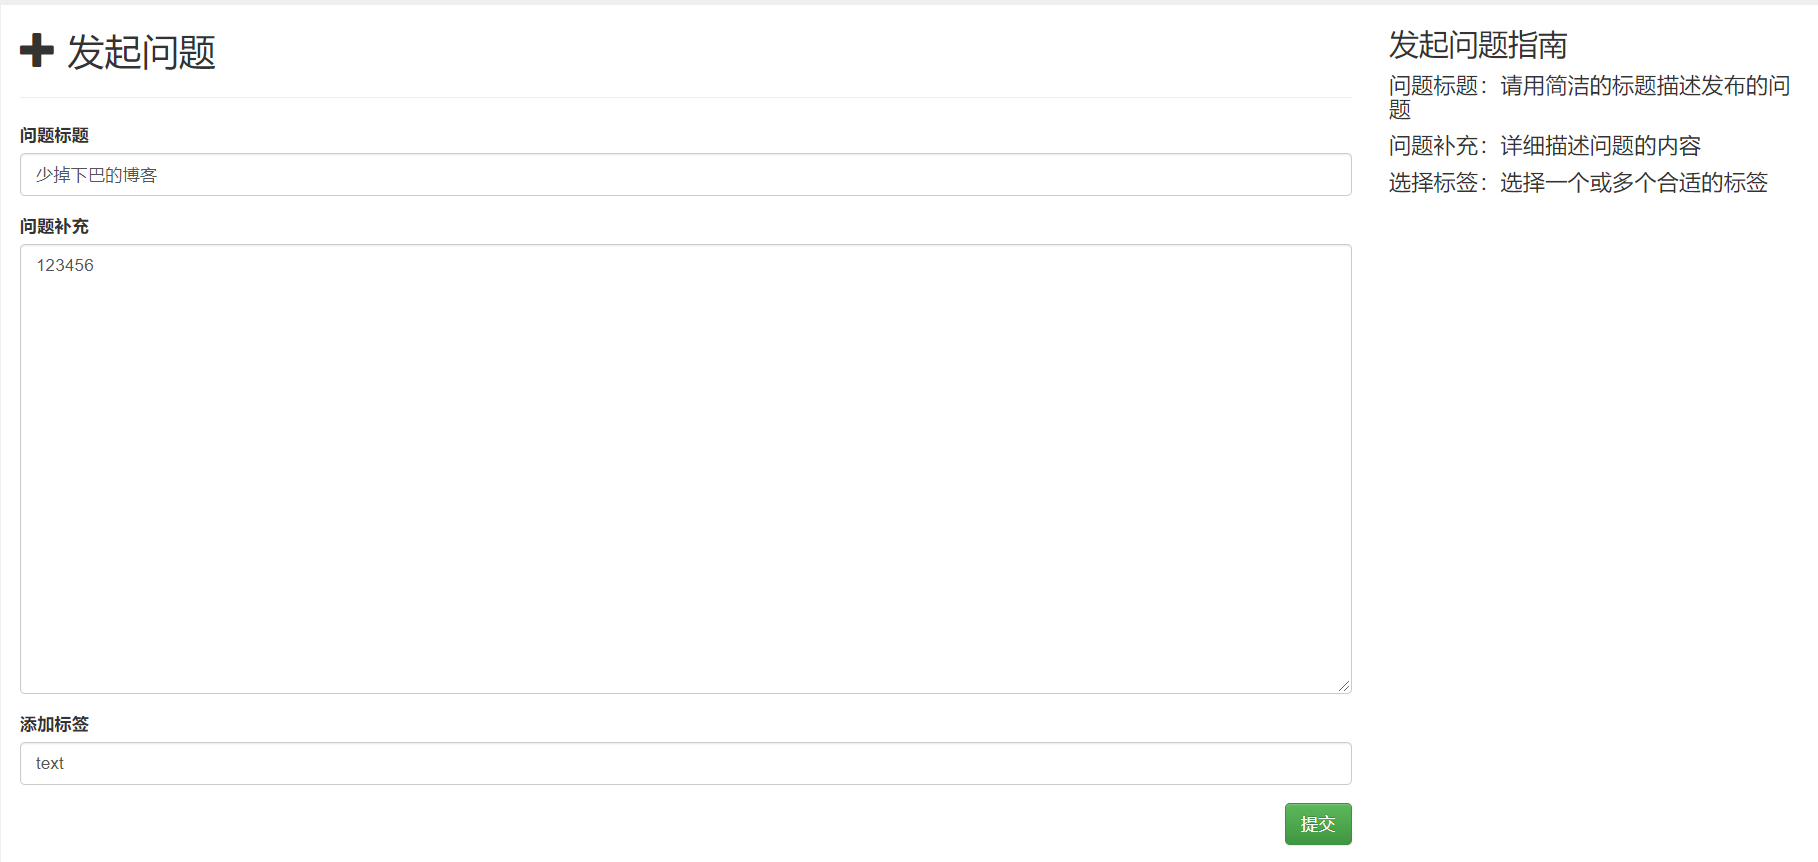 发起问题
问题标题
少掉下巴的博客
问题补充
123456
添加标签
text
提交
发起问题指南
问题标题：请用简洁的标题描述发布的问
题
问题补充：详细描述问题的内容
选择标签：选择一个或多个合适的标签